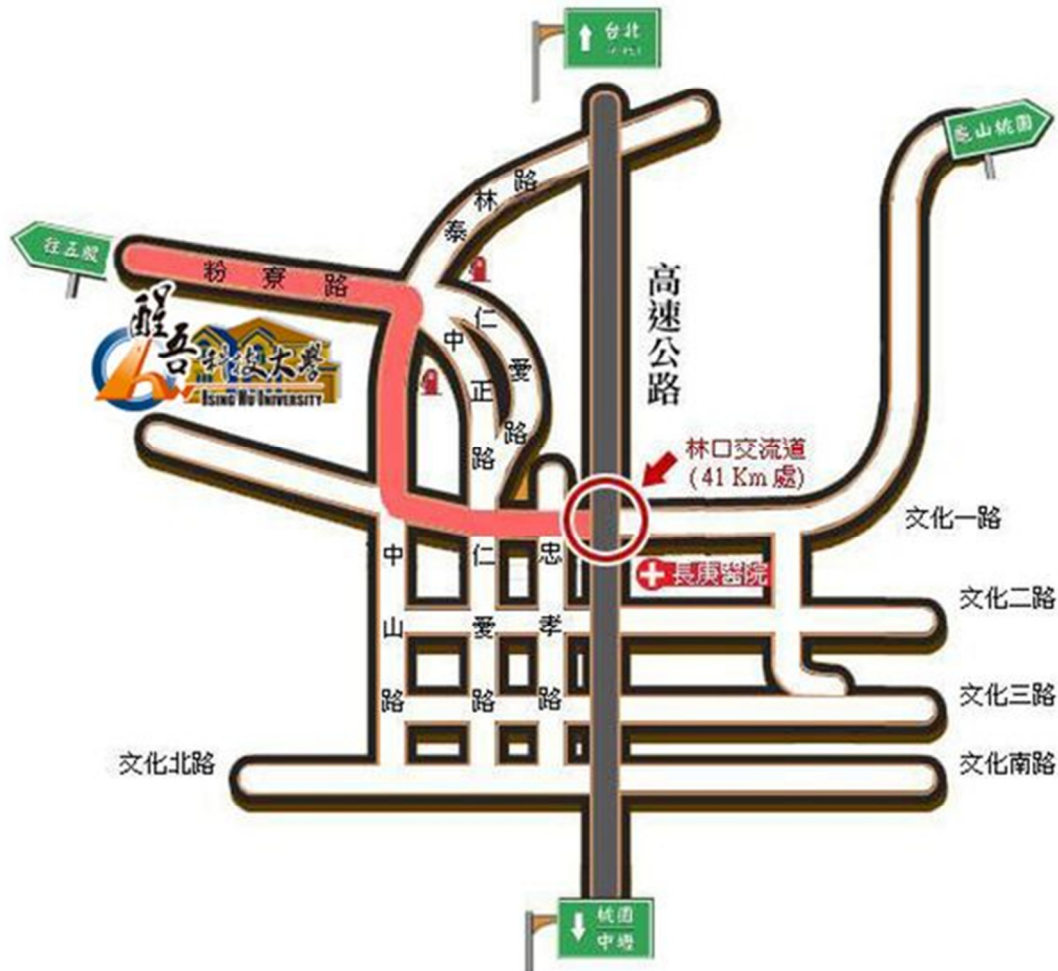 台北
龜山桃園
泰林路
往五股
粉寮路
醒吾科技大學
HSING WU UNIVERSITY
仁愛路
中正路
高速公路
林口交流道
(41 Km 處)
文化一路
中山路
仁愛路
忠孝路
長庚醫院
文化二路
文化三路
文化北路
文化南路
桃園
中壢